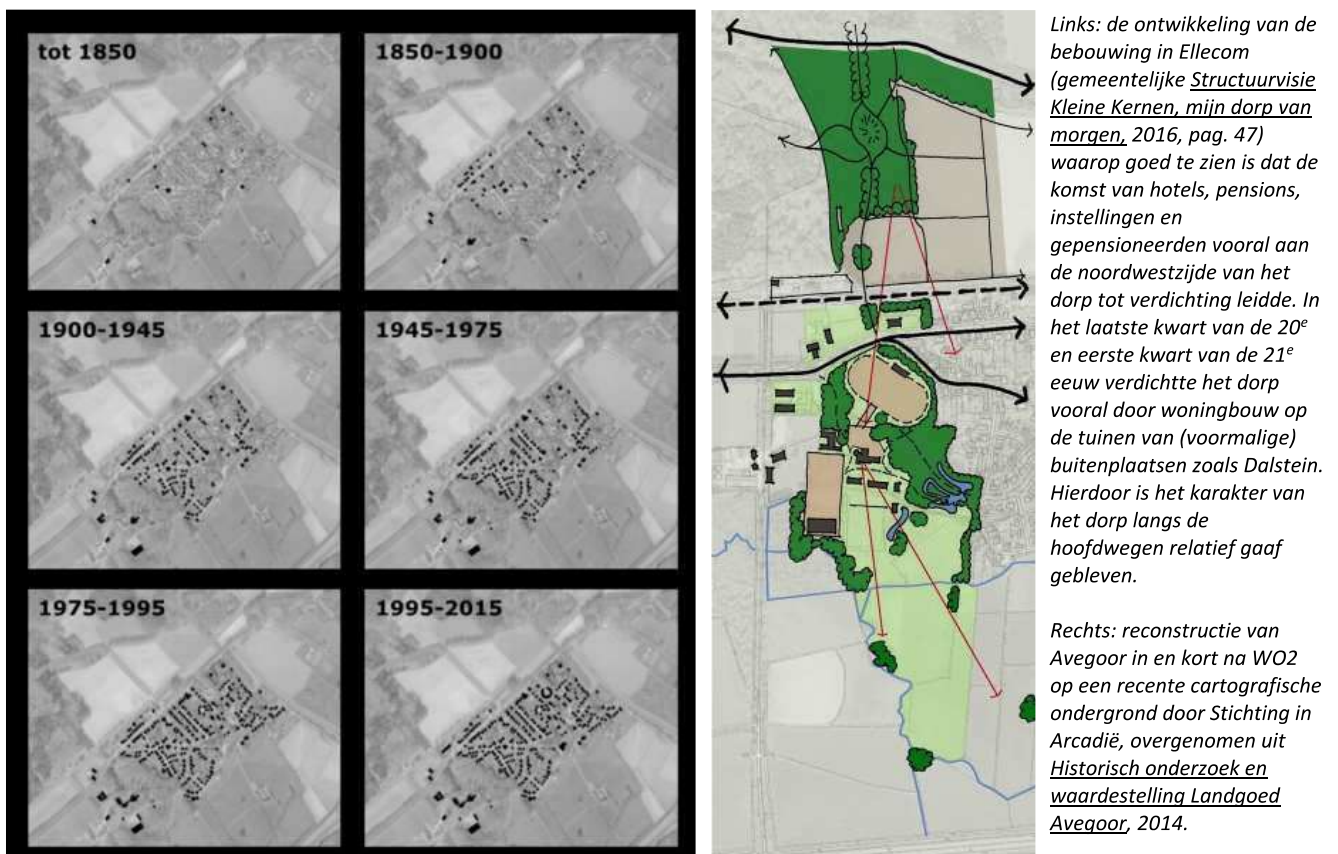 tot 1850
1850-1900
1900-1945
1945-1975
1975-1995
1995-2015
Links: de ontwikkeling van de
bebouwing in Ellecom
(gemeentelijke Structuurvisie
Kleine Kernen, mijn dorp van
morgen, 2016, pag. 47)
waarop goed te zien is dat de
komst van hotels, pensions,
instellingen en
gepensioneerden vooral aan
de noordwestzijde van het
dorp tot verdichting leidde. In
het laatste kwart van de 20e
en eerste kwart van de 21e
eeuw verdichtte het dorp
vooral door woningbouw op
de tuinen van (voormalige)
buitenplaatsen zoals Dalstein.
Hierdoor is het karakter van
het dorp langs de
hoofdwegen relatief gaaf
gebleven.
Rechts: reconstructie van
Avegoor in en kort na WO2
op een recente cartografische
ondergrond door Stichting in
Arcadië, overgenomen uit
Historisch onderzoek en
waardestelling Landgoed
Avegoor, 2014.